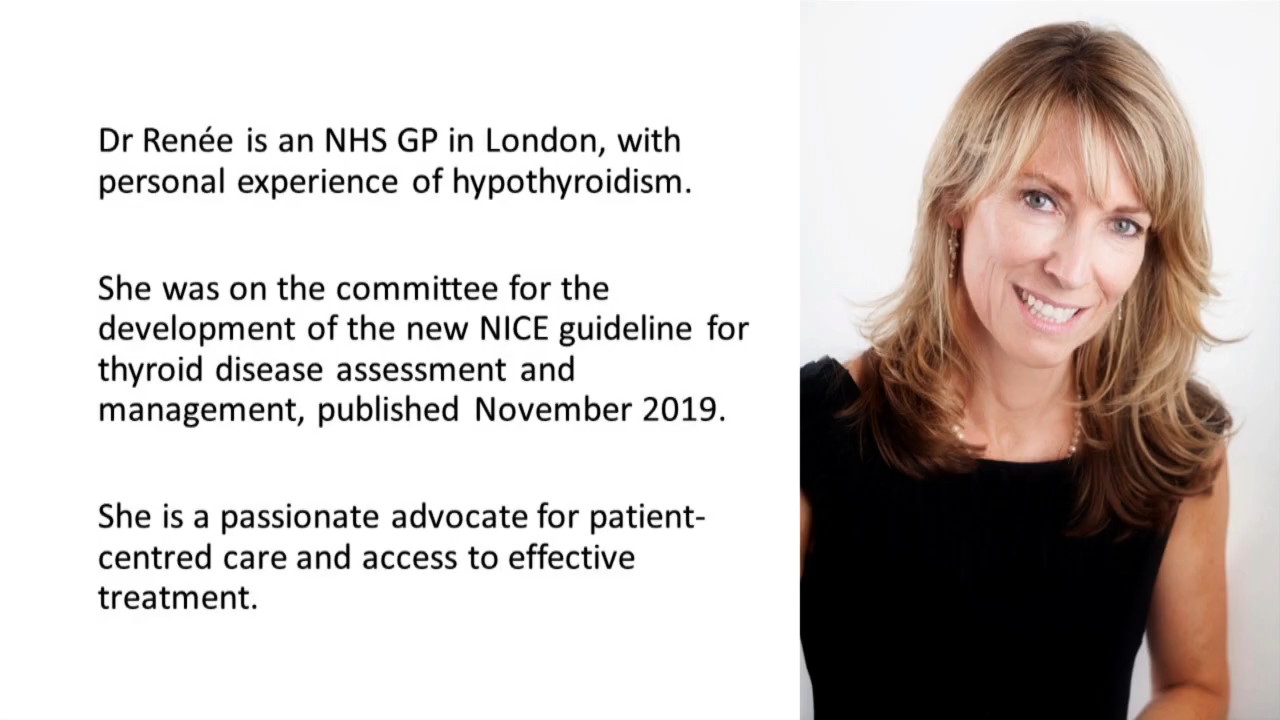 Dr Renée is an NHS GP in London, with
personal experience of hypothyroidism.
She was on the committee for the
development of the new NICE guideline for
thyroid disease assessment and
management, published November 2019.
She is a passionate advocate for patient-
centred care and access to effective
treatment.